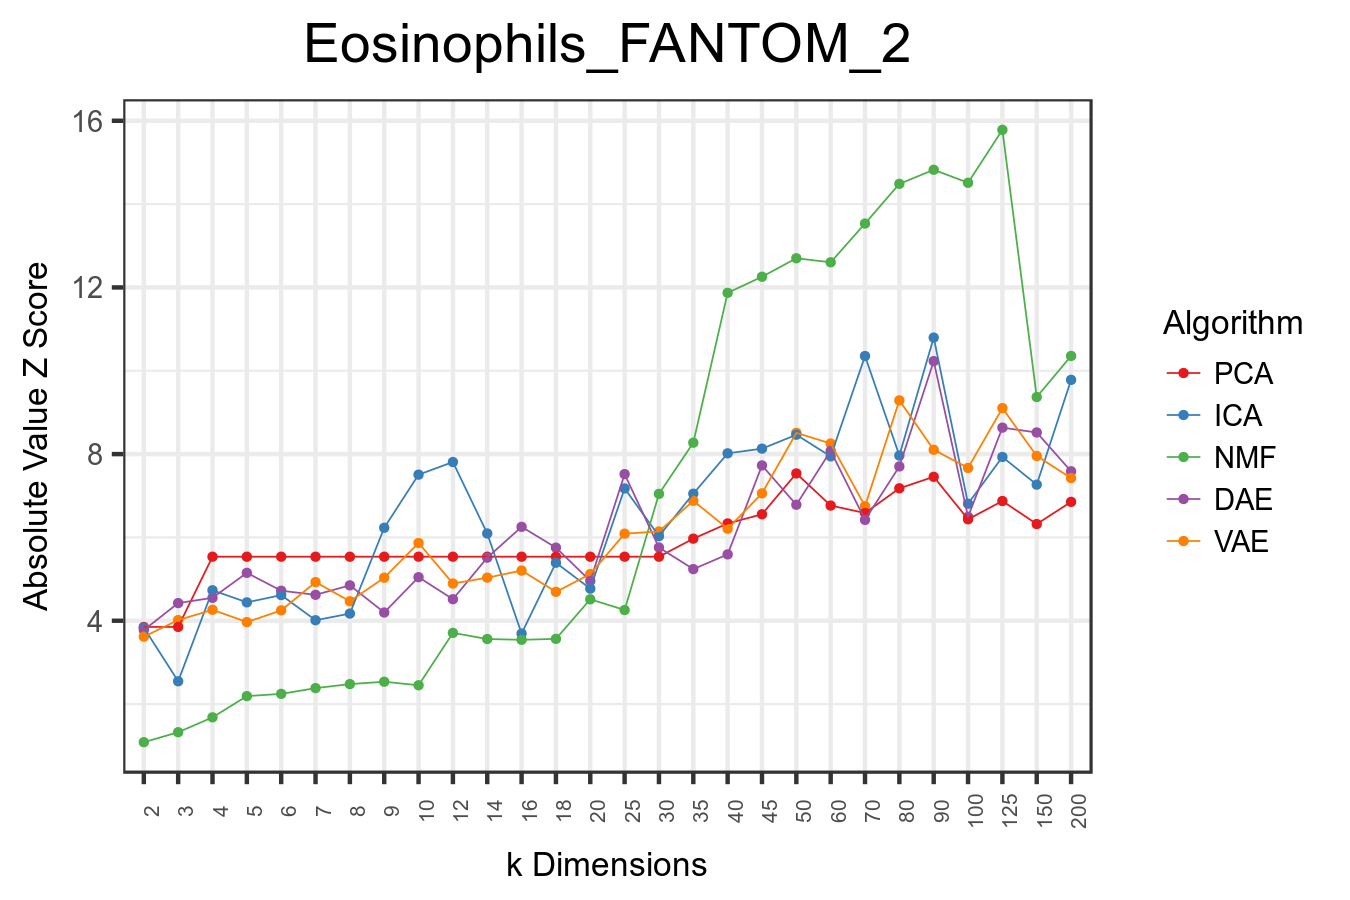 Eosinophils_FANTOM_2
Absolute Value Z Score
16
12
8
4
2 3 4 5 6 7 8 9 10 12 14 16 18 20 25 30 35 40 45 50 60 70 80 90 100 125 150 200
k Dimensions
Algorithm
PCA
ICA
NMF
DAE
VAE